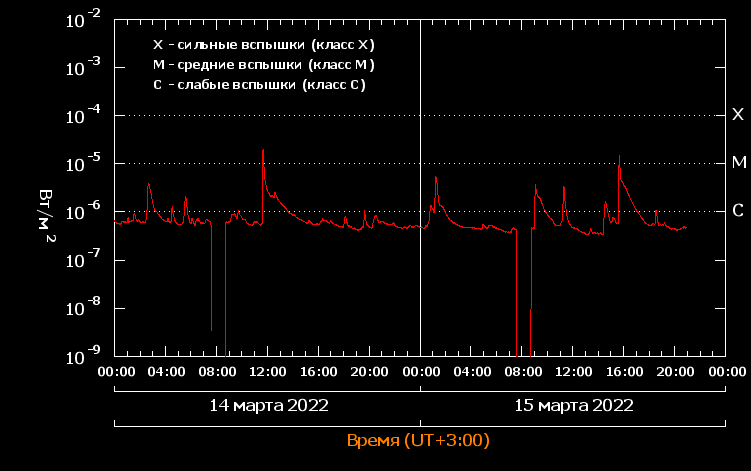 X - сильные вспышки (класс X)
M - средние вспышки (класс M)
C - слабые вспышки (класс C)
10⁻²
10⁻³
10⁻⁴
10⁻⁵
10⁻⁶
10⁻⁷
10⁻⁸
10⁻⁹
Вт/м²
X
M
C
00:00 04:00 08:00 12:00 16:00 20:00 00:00 04:00 08:00 12:00 16:00 20:00 00:00
14 марта 2022 15 марта 2022
Время (UT+3:00)